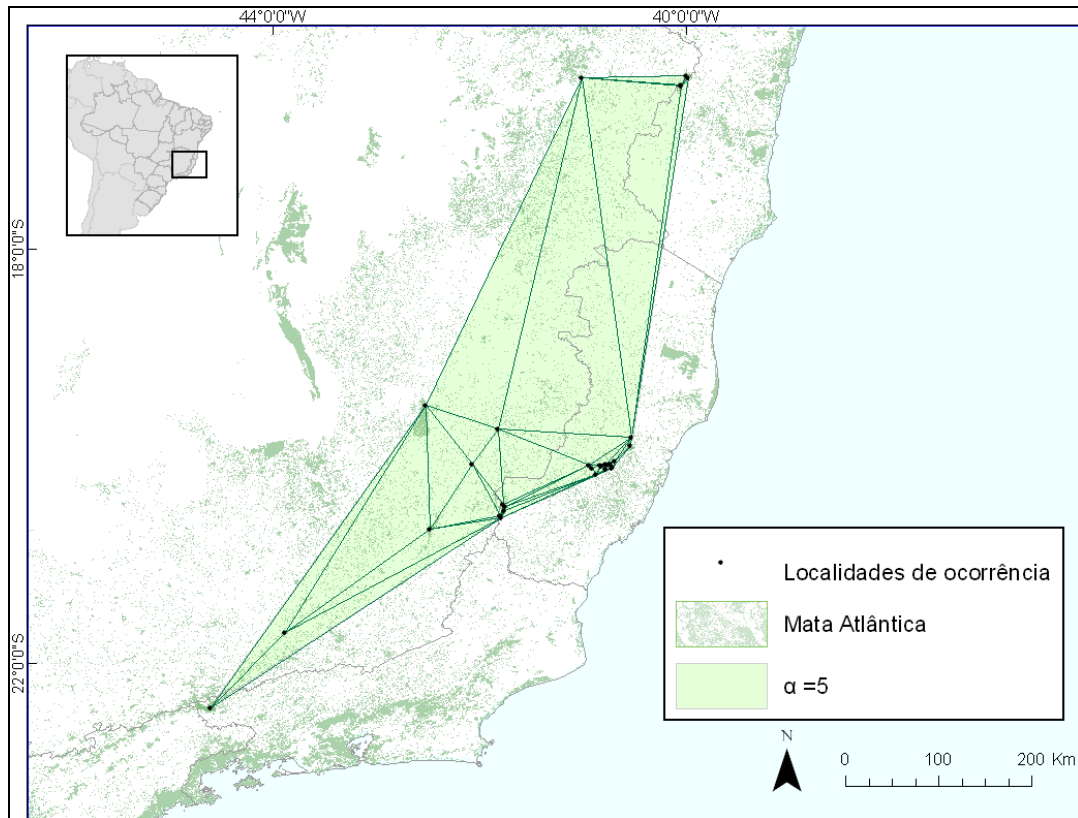 44°0'0"W
40°0'0"W
18°0'0"S
22°0'0"S
Localidades de ocorrência
Mata Atlântica
α =5
N
0 100 200 Km